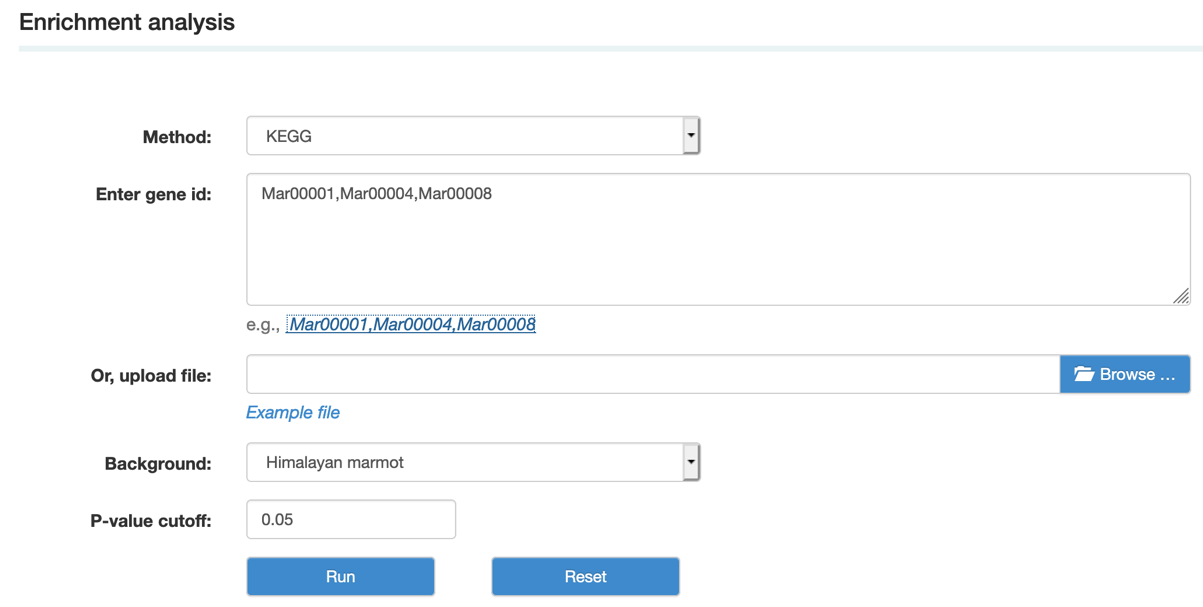 Enrichment analysis
Method: KEGG
Enter gene id: Mar00001,Mar00004,Mar00008
e.g., Mar00001,Mar00004,Mar00008
Or, upload file: Browse ...
Example file
Background: Himalayan marmot
P-value cutoff: 0.05
Run Reset